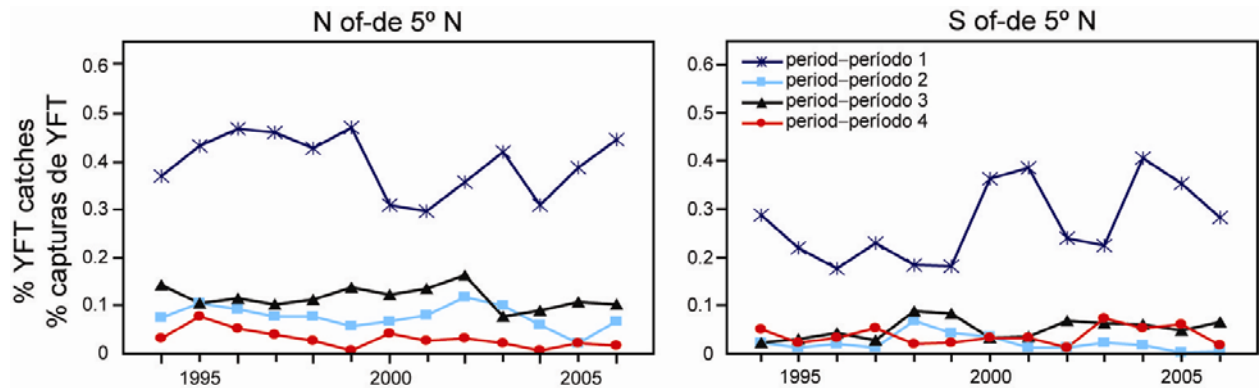 N of-de 5º N
S of-de 5º N
% YFT catches
% capturas de YFT
0.6
0.5
0.4
0.3
0.2
0.1
0
1995
2000
2005
0.6
0.5
0.4
0.3
0.2
0.1
0
period–período 1
period–período 2
period–período 3
period–período 4
1995
2000
2005